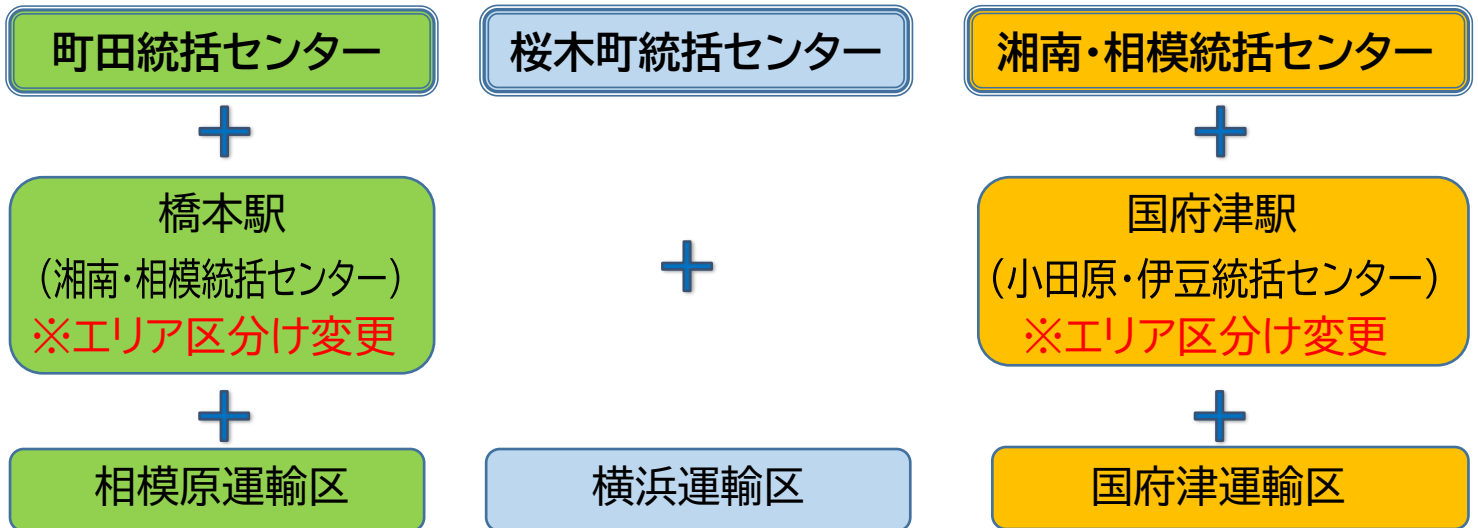 町田統括センター
桜木町統括センター
湘南・相模統括センター
橋本駅
（湘南・相模統括センター）
※エリア区分け変更
国府津駅
（小田原・伊豆統括センター）
※エリア区分け変更
相模原運輸区
横浜運輸区
国府津運輸区